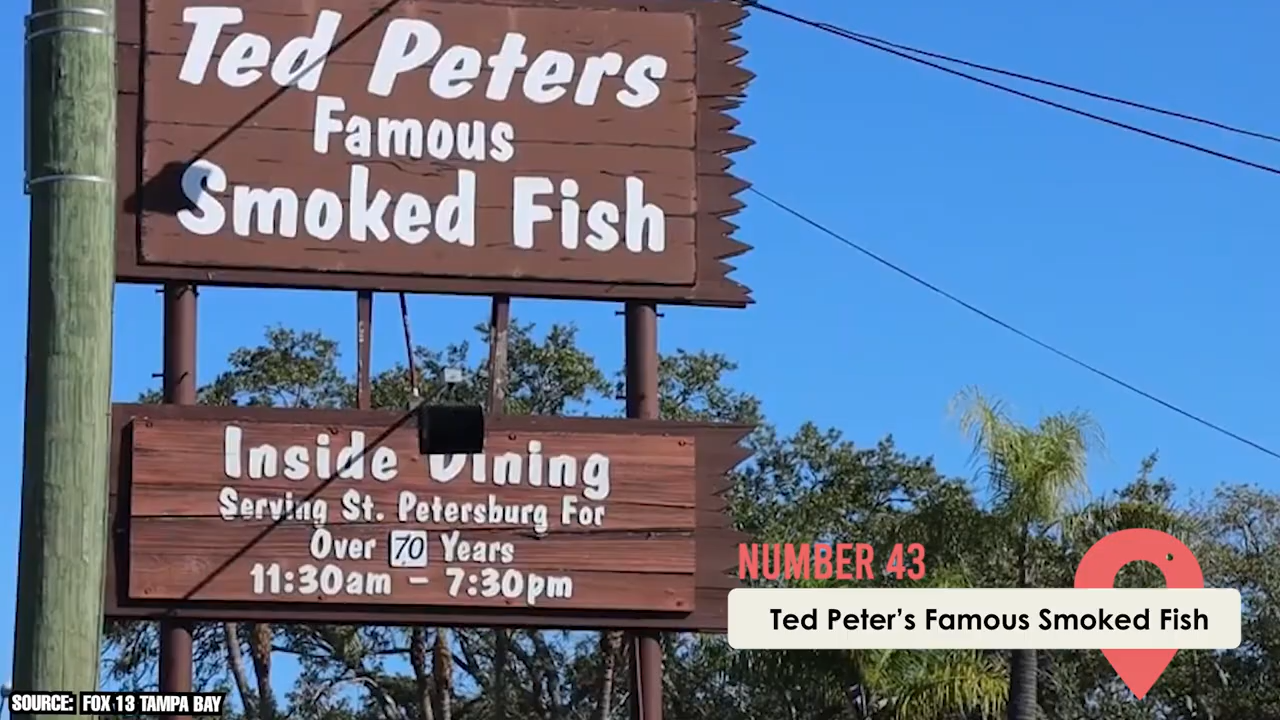 Ted Peters
Famous
Smoked Fish
Inside Dining
Serving St. Petersburg For
Over 70 Years
11:30am - 7:30pm
NUMBER 43
Ted Peter's Famous Smoked Fish
SOURCE: FOX 13 TAMPA BAY